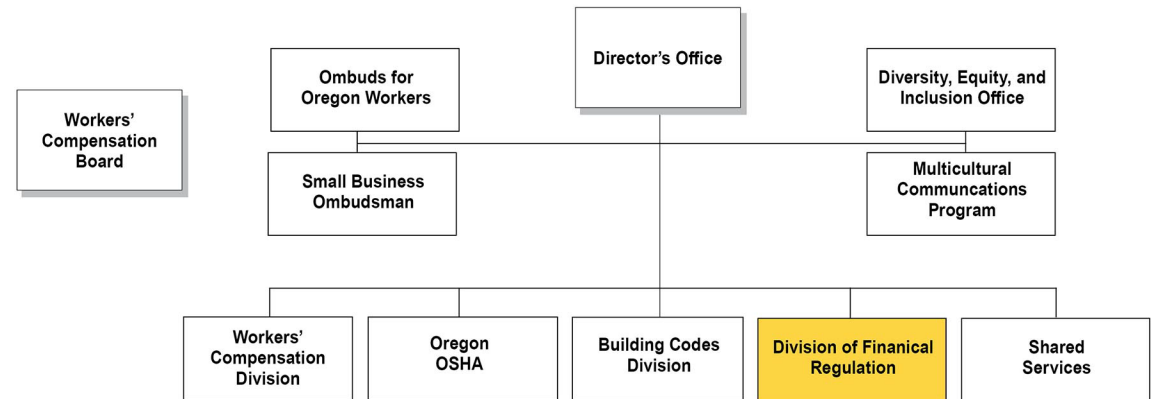 Director’s Office
Ombuds for
Oregon Workers
Diversity, Equity, and
Inclusion Office
Workers’
Compensation
Board
Small Business
Ombudsman
Multicultural
Communcations
Program
Workers’
Compensation
Division
Oregon
OSHA
Building Codes
Division
Division of Finanical
Regulation
Shared
Services